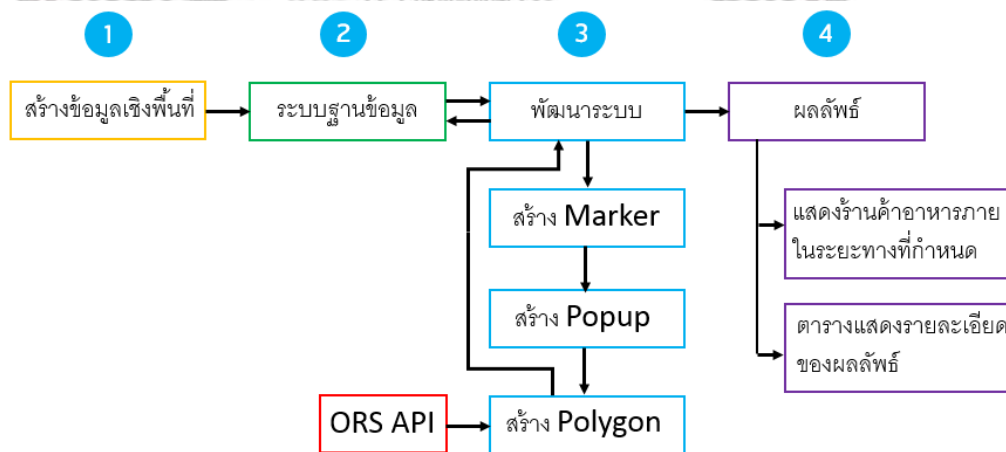 1
2
3
4
สร้างข้อมูลเชิงพื้นที่
ระบบฐานข้อมูล
พัฒนาระบบ
ผลลัพธ์
สร้าง Marker
แสดงร้านค้าอาหารภาย
ในระยะทางที่กำหนด
สร้าง Popup
ตารางแสดงรายละเอียด
ของผลลัพธ์
ORS API
สร้าง Polygon